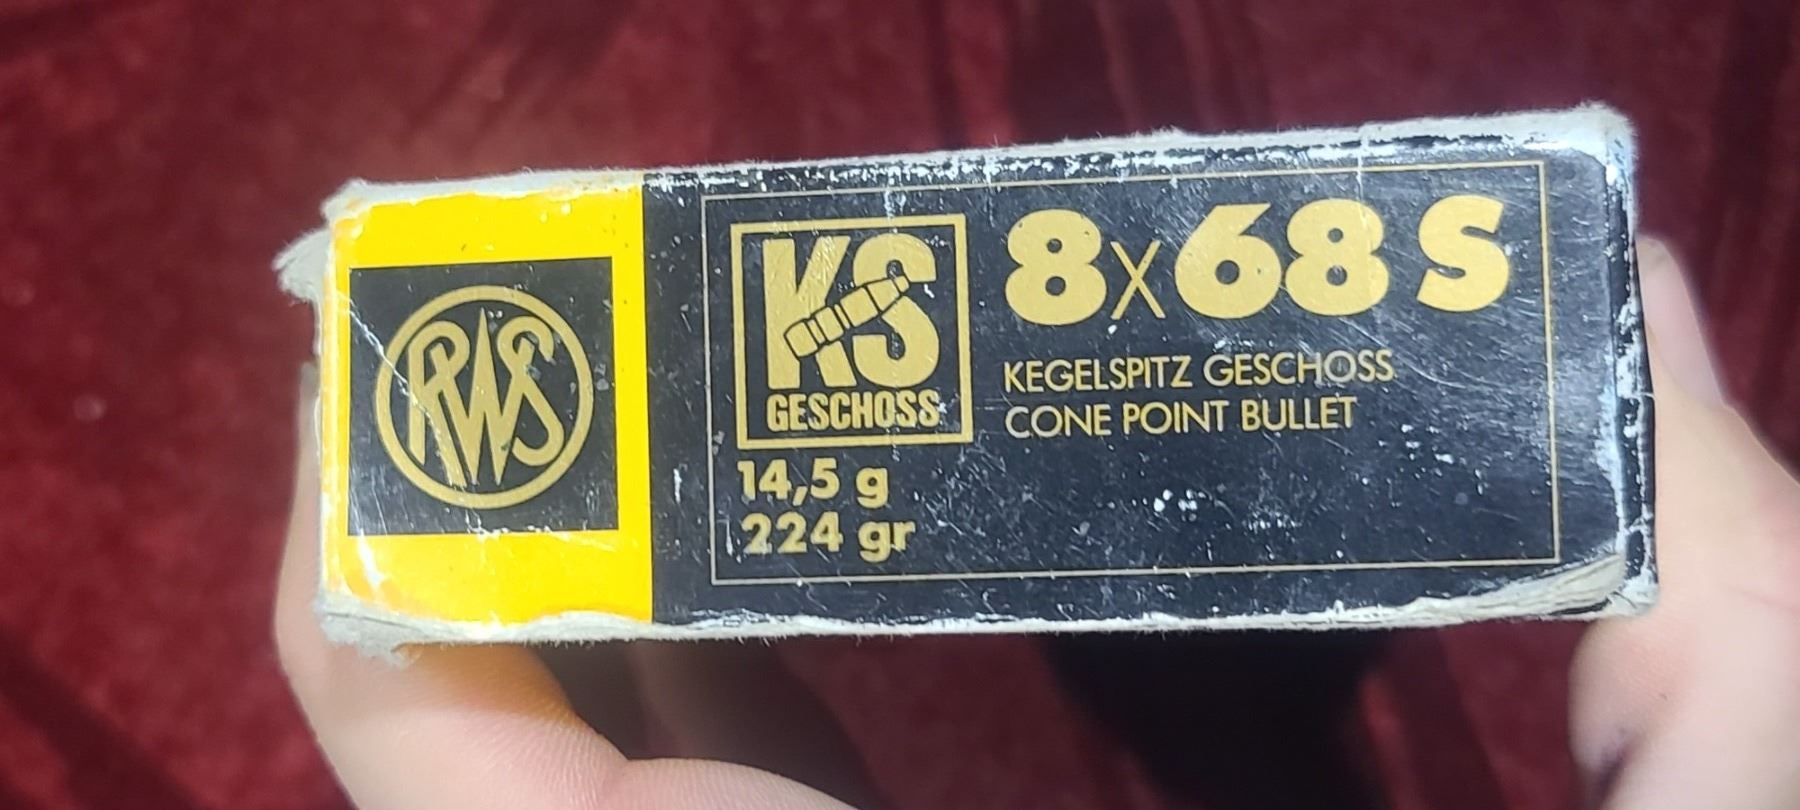 RWS
KS
GESCHOSS
14,5 g
224 gr
8x68 S
KEGELSPITZ GESCHOSS
CONE POINT BULLET